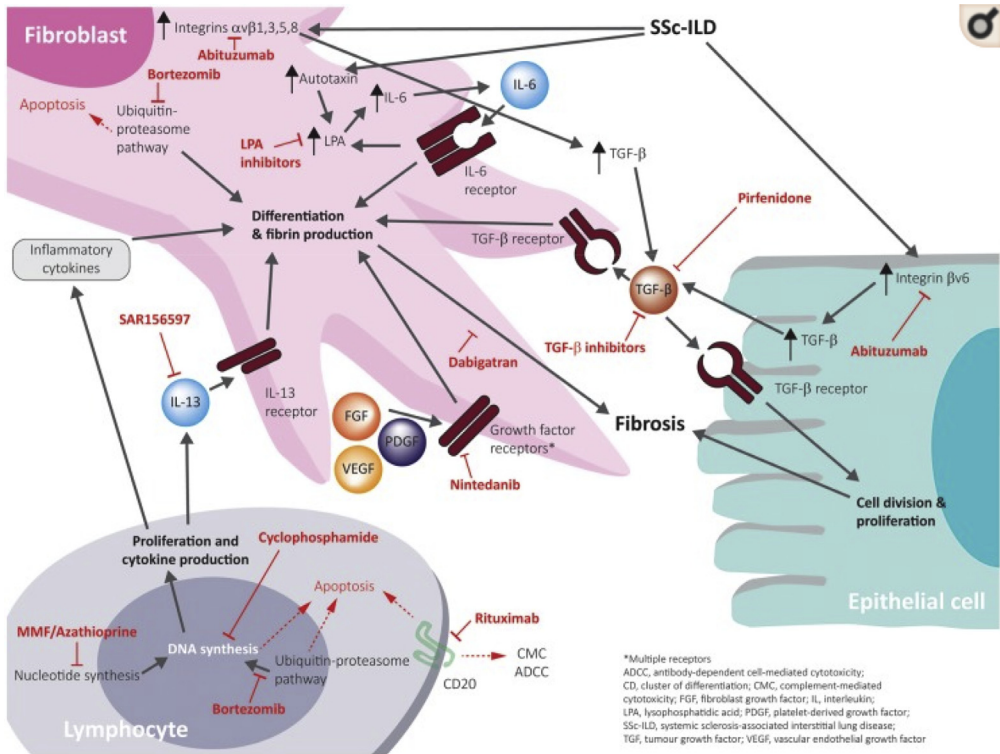 Fibroblast
Integrins αvβ1,3,5,8
Abituzumab
Bortezomib
Apoptosis
Ubiquitin-
proteasome
pathway
Autotaxin
IL-6
LPA
LPA
inhibitors
IL-6
IL-6
receptor
SSc-ILD
TGF-β
Pirfenidone
Differentiation
& fibrin production
TGF-β receptor
TGF-β
TGF-β inhibitors
Inflammatory
cytokines
SAR156597
IL-13
IL-13
receptor
Dabigatran
FGF
PDGF
VEGF
Growth factor
receptors*
Nintedanib
Fibrosis
Integrin βv6
TGF-β
Abituzumab
TGF-β receptor
Cell division &
proliferation
Epithelial cell
Proliferation and
cytokine production
Cyclophosphamide
Apoptosis
MMF/Azathioprine
DNA synthesis
Nucleotide synthesis
Ubiquitin-proteasome
pathway
Bortezomib
Rituximab
CD20
CMC
ADCC
Lymphocyte
*Multiple receptors
ADCC, antibody-dependent cell-mediated cytotoxicity;
CD, cluster of differentiation; CMC, complement-mediated
cytotoxicity; FGF, fibroblast growth factor; IL, interleukin;
LPA, lysophosphatidic acid; PDGF, platelet-derived growth factor;
SSc-ILD, systemic sclerosis-associated interstitial lung disease;
TGF, tumour growth factor; VEGF, vascular endothelial growth factor